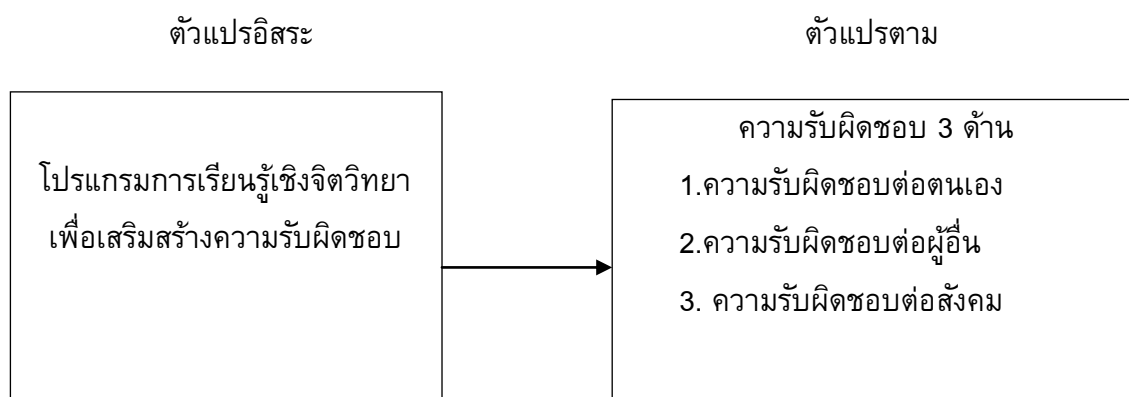 ตัวแปรอิสระ
ตัวแปรตาม
โปรแกรมการเรียนรู้เชิงจิตวิทยา
เพื่อเสริมสร้างความรับผิดชอบ
ความรับผิดชอบ 3 ด้าน
1.ความรับผิดชอบต่อตนเอง
2.ความรับผิดชอบต่อผู้อื่น
3. ความรับผิดชอบต่อสังคม